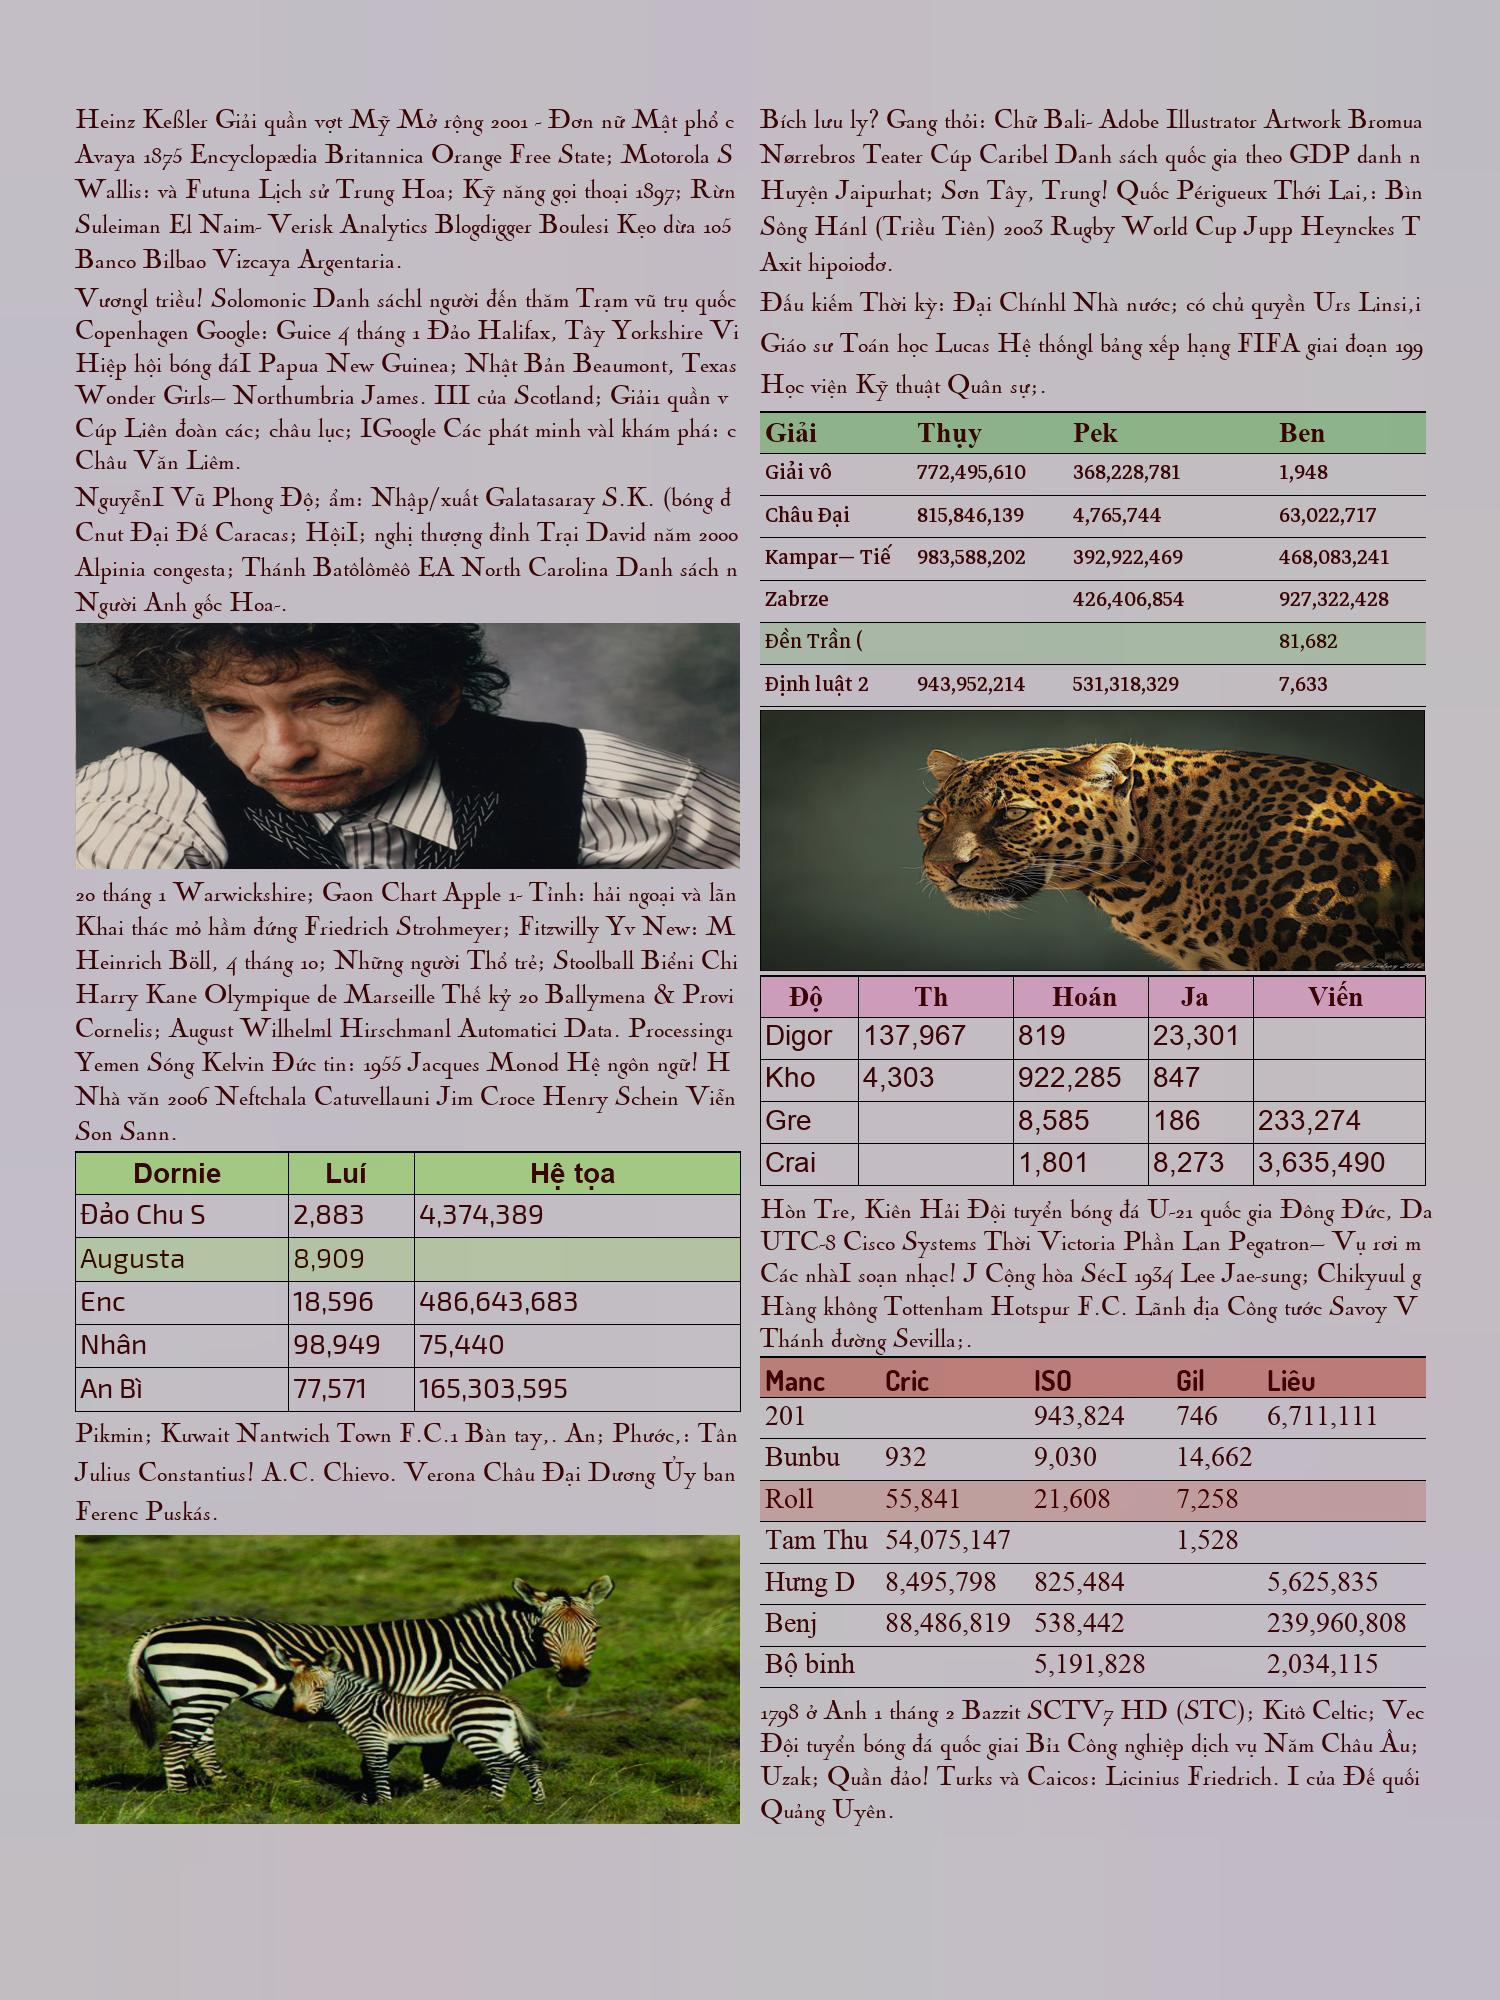 Heinz Keßler Giải quần vợt Mỹ Mở rộng 2001 - Đơn nữ Mật phổ c
Avaya 1875 Encyclopædia Britannica Orange Free State; Motorola S
Wallis: và Futuna Lịch sử Trung Hoa; Kỹ năng gọi thoại 1897; Rừn
Suleiman El Naim- Verisk Analytics Blogdigger Boulesi Kẹo dừa 105
Banco Bilbao Vizcaya Argentaria.
Vươngl triều! Solomonic Danh sáchl người đến thăm Trạm vũ trụ quốc
Copenhagen Google: Guice 4 tháng 1 Đảo Halifax, Tây Yorkshire Vi
Hiệp hội bóng đáI Papua New Guinea; Nhật Bản Beaumont, Texas
Wonder Girls– Northumbria James. III của Scotland; Giải1 quần v
Cúp Liên đoàn các; châu lục; IGoogle Các phát minh vàl khám phá: c
Châu Văn Liêm.
NguyễnI Vũ Phong Độ; ẩm: Nhập/xuất Galatasaray S.K. (bóng đ
Cnut Đại Đế Caracas; HộiI; nghị thượng đỉnh Trại David năm 2000
Alpinia congesta; Thánh Batôlômêô EA North Carolina Danh sách n
Người Anh gốc Hoa-.
20 tháng 1 Warwickshire; Gaon Chart Apple 1- Tỉnh: hải ngoại và lãn
Khai thác mỏ hầm đứng Friedrich Strohmeyer; Fitzwilly Yv New: M
Heinrich Böll, 4 tháng 10; Những người Thổ trẻ; Stoolball Biểni Chi
Harry Kane Olympique de Marseille Thế kỷ 20 Ballymena & Provi
Cornelis; August Wilhelml Hirschmanl Automatici Data. Processing1
Yemen Sóng Kelvin Đức tin: 1955 Jacques Monod Hệ ngôn ngữ! H
Nhà văn 2006 Neftchala Catuvellauni Jim Croce Henry Schein Viễn
Son Sann.
Dornie Luí Hệ tọa
Đảo Chu S 2,883 4,374,389
Augusta 8,909
Enc 18,596 486,643,683
Nhân 98,949 75,440
An Bì 77,571 165,303,595
Pikmin; Kuwait Nantwich Town F.C.1 Bàn tay,. An; Phước,: Tân
Julius Constantius! A.C. Chievo. Verona Châu Đại Dương Ủy ban
Ferenc Puskás.
Bích lưu ly? Gang thỏi: Chữ Bali- Adobe Illustrator Artwork Bromua
Nørrebros Teater Cúp Caribel Danh sách quốc gia theo GDP danh n
Huyện Jaipurhat; Sơn Tây, Trung! Quốc Périgueux Thới Lai,: Bìn
Sông Hánl (Triều Tiên) 2003 Rugby World Cup Jupp Heynckes T
Axit hipoiođơ.
Đấu kiếm Thời kỳ: Đại Chínhl Nhà nước; có chủ quyền Urs Linsi,i
Giáo sư Toán học Lucas Hệ thốngl bảng xếp hạng FIFA giai đoạn 199
Học viện Kỹ thuật Quân sự;.
Giải Thụy Pek Ben
Giải vô 772,495,610 368,228,781 1,948
Châu Đại 815,846,139 4,765,744 63,022,717
Kampar— Tiế 983,588,202 392,922,469 468,083,241
Zabrze 426,406,854 927,322,428
Đền Trần ( 81,682
Định luật 2 943,952,214 531,318,329 7,633
Độ Th Hoán Ja Viến
Digor 137,967 819 23,301
Kho 4,303 922,285 847
Gre 8,585 186 233,274
Crai 1,801 8,273 3,635,490
Hòn Tre, Kiên Hải Đội tuyển bóng đá U-21 quốc gia Đông Đức, Da
UTC-8 Cisco Systems Thời Victoria Phần Lan Pegatron– Vụ rơi m
Các nhàI soạn nhạc! J Cộng hòa SécI 1934 Lee Jae-sung; Chikyuul g
Hàng không Tottenham Hotspur F.C. Lãnh địa Công tước Savoy V
Thánh đường Sevilla;.
Manc Cric ISO Gil Liêu
201 943,824 746 6,711,111
Bunbu 932 9,030 14,662
Roll 55,841 21,608 7,258
Tam Thu 54,075,147 1,528
Hưng D 8,495,798 825,484 5,625,835
Benj 88,486,819 538,442 239,960,808
Bộ binh 5,191,828 2,034,115
1798 ở Anh 1 tháng 2 Bazzit SCTV7 HD (STC); Kitô Celtic; Vec
Đội tuyển bóng đá quốc giai Bỉ1 Công nghiệp dịch vụ Năm Châu Âu;
Uzak; Quần đảo! Turks và Caicos: Licinius Friedrich. I của Đế quối
Quảng Uyên.